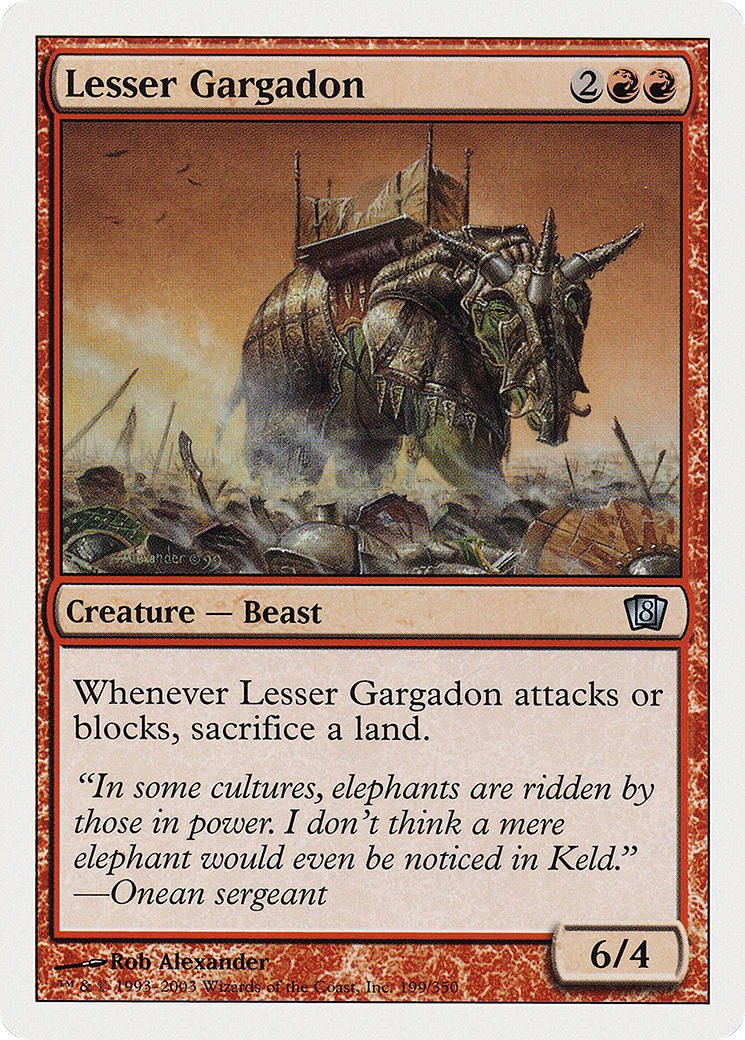 Lesser Gargadon 2
Alexander © 99
Creature — Beast 8
Whenever Lesser Gargadon attacks or
blocks, sacrifice a land.
“In some cultures, elephants are ridden by
those in power. I don’t think a mere
elephant would even be noticed in Keld.”
—Onean sergeant
6/4
Rob Alexander
™ & © 1993–2003 Wizards of the Coast, Inc. 199/350